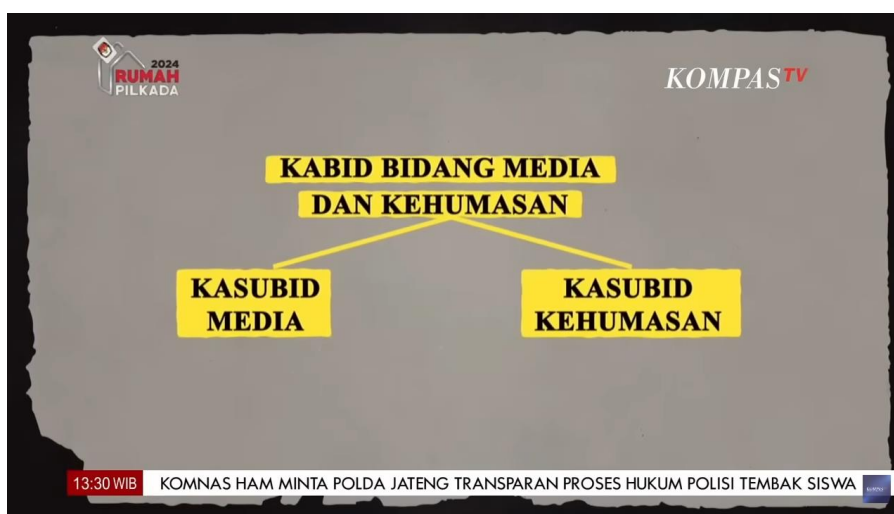 2024
RUMAH
PILKADA
KOMPASTV
KABID BIDANG MEDIA
DAN KEHUMASAN
KASUBID
MEDIA
KASUBID
KEHUMASAN
13:30 WIB KOMNAS HAM MINTA POLDA JATENG TRANSPARAN PROSES HUKUM POLISI TEMBAK SISWA